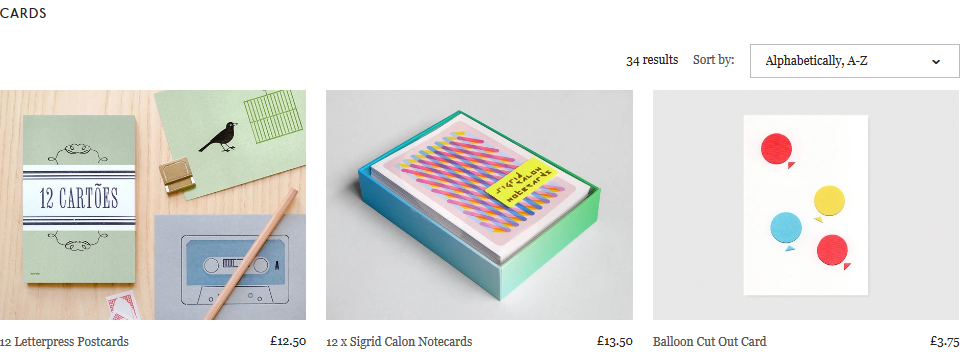 CARDS
34 results Sort by: Alphabetically, A-Z
12 CARTÕES
A
sigrid
CALON
NOTECARDS
12 Letterpress Postcards £12.50
12 x Sigrid Calon Notecards £13.50
Balloon Cut Out Card £3.75